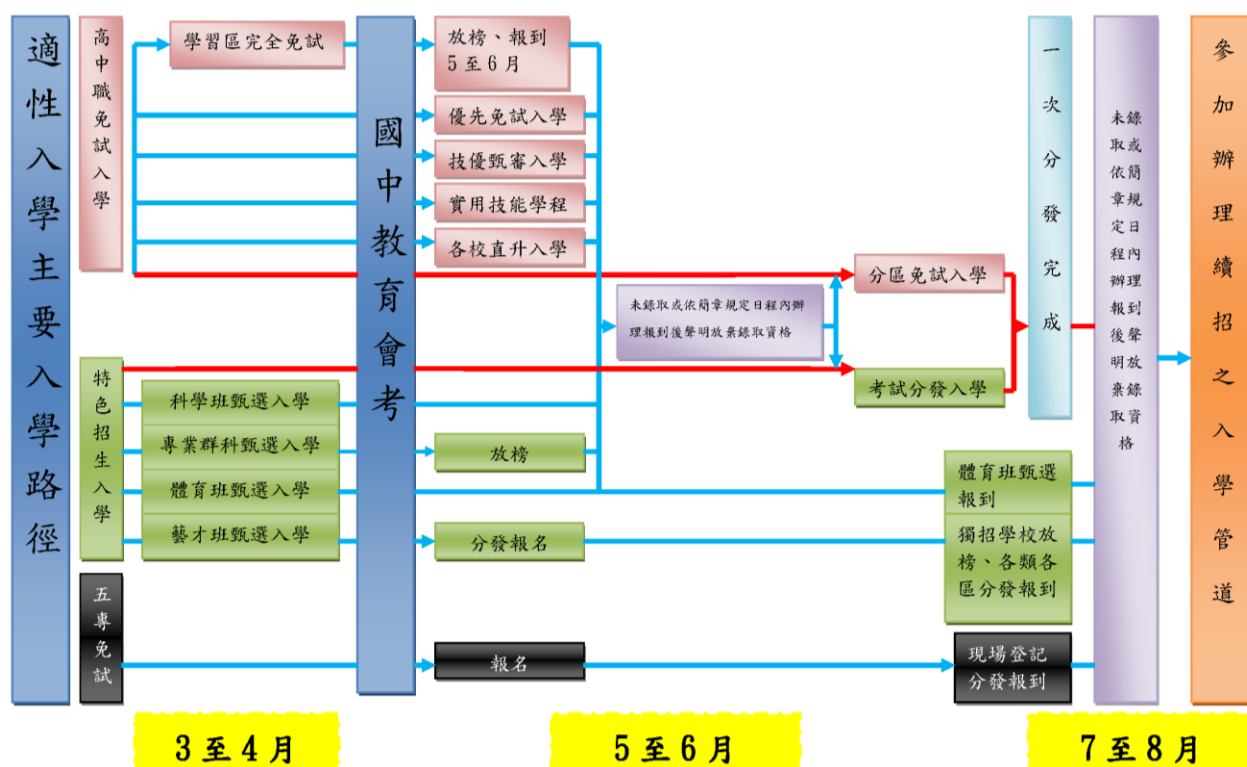 適性入學主要入學路徑
高中職免試入學
學習區完全免試
國中教育會考
放榜、報到
5至6月
優先免試入學
技優甄審入學
實用技能學程
各校直升入學
分區免試入學
未錄取或依簡章規定日程內辦
理報到後聲明放棄錄取資格
一次分發完成
未錄取或依簡章規定日程內辦理報到後聲明放棄錄取資格
參加辦理續招之入學管道
特色招生入學
考試分發入學
科學班甄選入學
專業群科甄選入學
放榜
體育班甄選入學
體育班甄選
報到
藝才班甄選入學
分發報名
獨招學校放
榜、各類各
區分發報到
五專免試
報名
現場登記
分發報到
3至4月
5至6月
7至8月